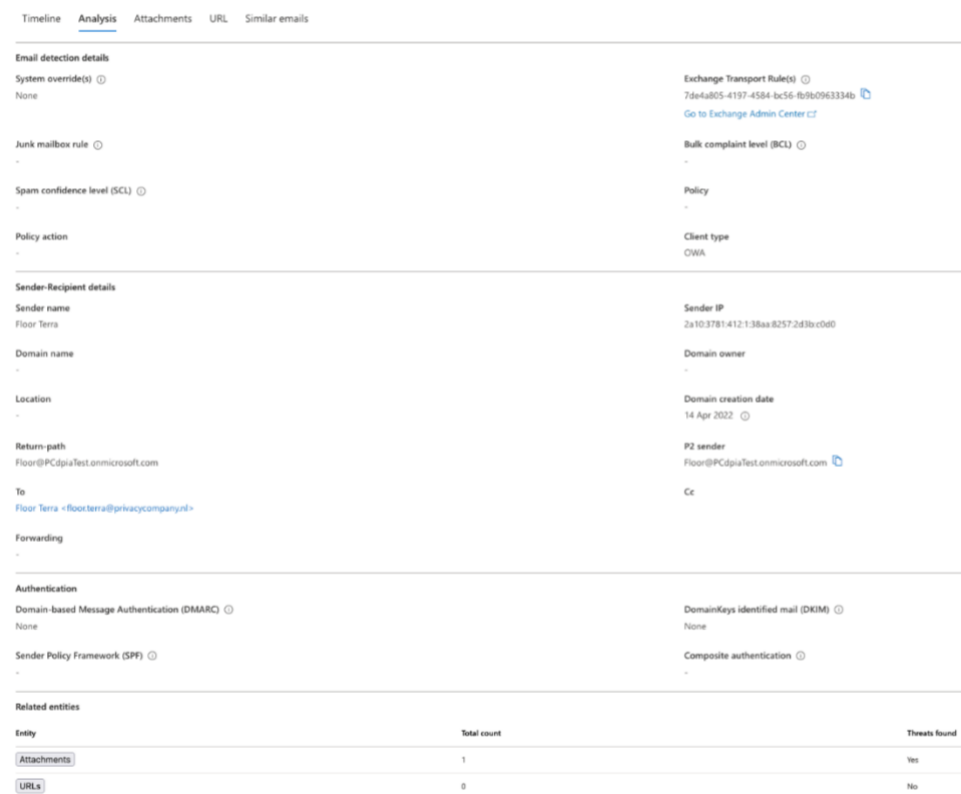 Timeline Analysis Attachments URL Similar emails
Email detection details
System override(s) Exchange Transport Rule(s)
None 7de4a805-4197-4584-bc56-fb9b0963334b
Go to Exchange Admin Center
Junk mailbox rule Bulk complaint level (BCL)
- -
Spam confidence level (SCL) Policy
- -
Policy action Client type
- OWA
Sender-Recipient details
Sender name Sender IP
Floor Terra 2a10:3781:412:1:38aa:8257:2d3b:c0d0
Domain name Domain owner
- -
Location Domain creation date
- 14 Apr 2022
Return-path P2 sender
Floor@PCdpiaTest.onmicrosoft.com Floor@PCdpiaTest.onmicrosoft.com
To Cc
Floor Terra <floor.terra@privacycompany.nl>
Forwarding
-
Authentication
Domain-based Message Authentication (DMARC) DomainKeys identified mail (DKIM)
None None
Sender Policy Framework (SPF) Composite authentication
- -
Related entities
Entity Total count Threats found
Attachments 1 Yes
URLs 0 No